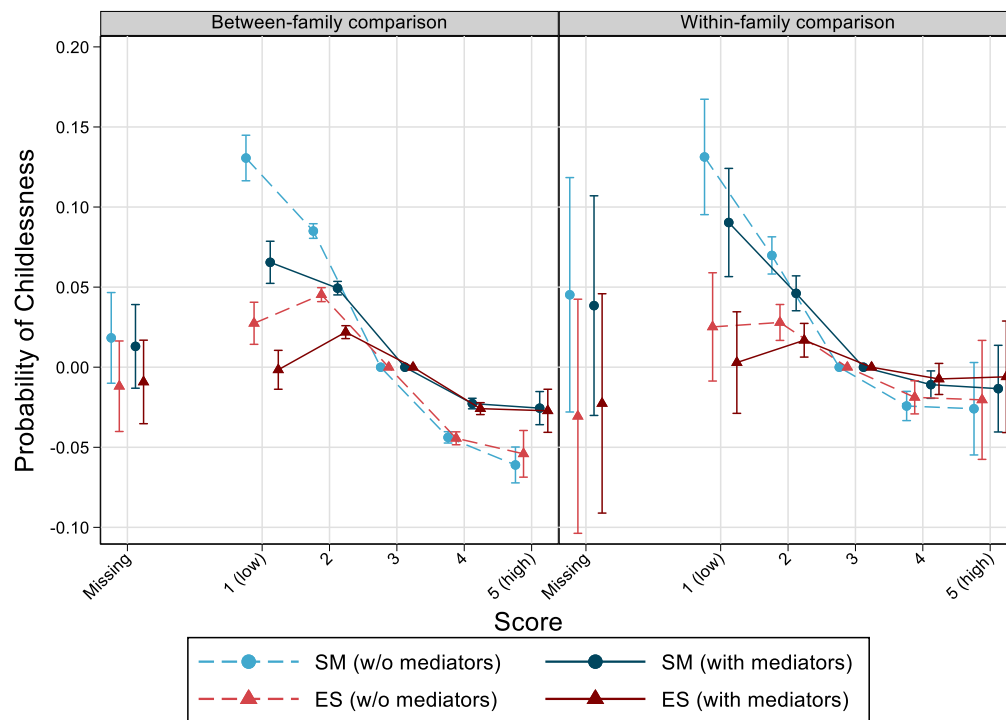 Between-family comparison
Within-family comparison
Probability of Childlessness
0.20
0.15
0.10
0.05
0.00
-0.05
-0.10
Missing
1 (low)
2
3
4
5 (high)
Missing
1 (low)
2
3
4
5 (high)
Score
SM (w/o mediators)
SM (with mediators)
ES (w/o mediators)
ES (with mediators)